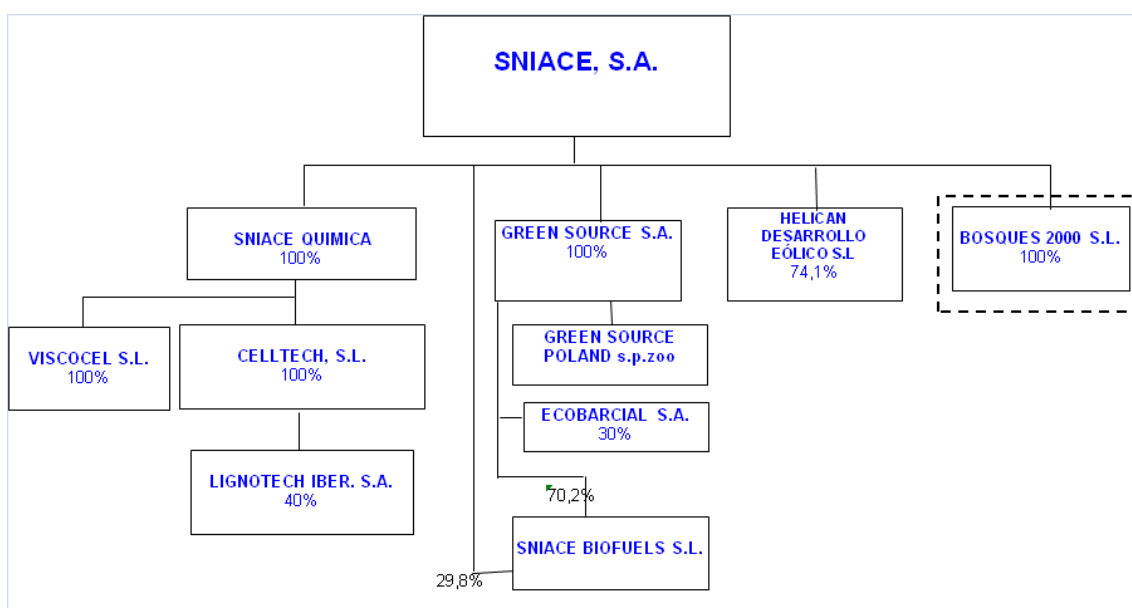 SNIACE, S.A.
SNIACE QUIMICA
100%
GREEN SOURCE S.A.
100%
HELICAN
DESARROLLO
EÓLICO S.L
74,1%
BOSQUES 2000 S.L.
100%
VISCOCEL S.L.
100%
CELLTECH, S.L.
100%
GREEN SOURCE
POLAND s.p.zoo
ECOBARCIAL S.A.
30%
LIGNOTECH IBER. S.A.
40%
70,2%
SNIACE BIOFUELS S.L.
29,8%